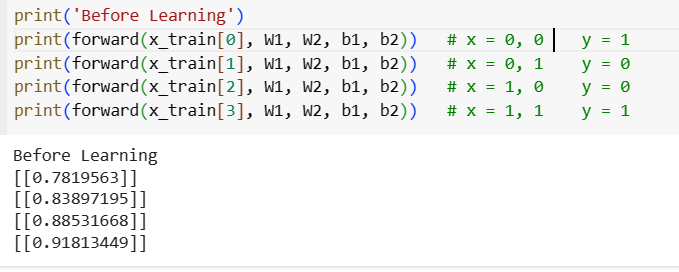 print('Before Learning')
print(forward(x_train[0], W1, W2, b1, b2))   # x = 0, 0    y = 1
print(forward(x_train[1], W1, W2, b1, b2))   # x = 0, 1    y = 0
print(forward(x_train[2], W1, W2, b1, b2))   # x = 1, 0    y = 0
print(forward(x_train[3], W1, W2, b1, b2))   # x = 1, 1    y = 1
Before Learning
[[0.7819563]]
[[0.83897195]]
[[0.88531668]]
[[0.91813449]]